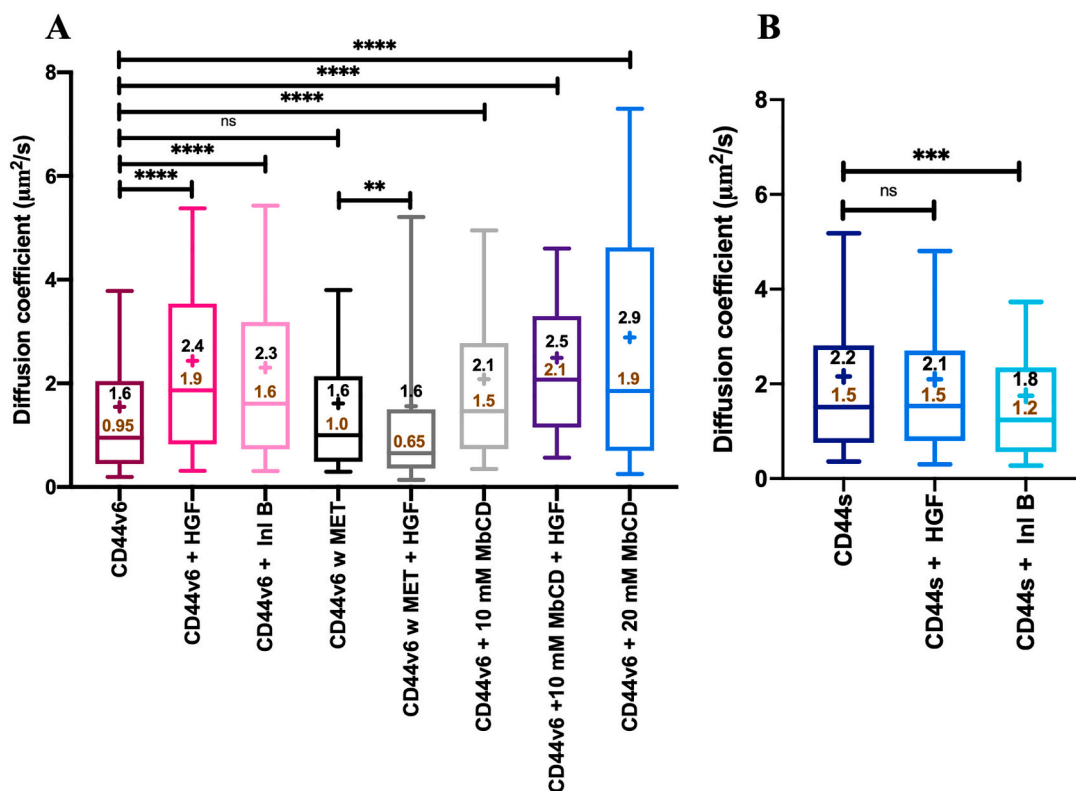 A
B
****
****
****
ns
****
****
**
***
ns
Diffusion coefficient (μm²/s)
8
6
4
2
0
1.6
0.95
2.4
1.9
2.3
1.6
1.6
1.0
1.6
0.65
2.1
1.5
2.5
2.1
2.9
1.9
CD44v6
CD44v6 + HGF
CD44v6 + Inl B
CD44v6 w MET
CD44v6 w MET + HGF
CD44v6 + 10 mM MbCD
CD44v6 +10 mM MbCD + HGF
CD44v6 + 20 mM MbCD
Diffusion coefficient (μm²/s)
8
6
4
2
0
2.2
1.5
2.1
1.5
1.8
1.2
CD44s
CD44s + HGF
CD44s + Inl B